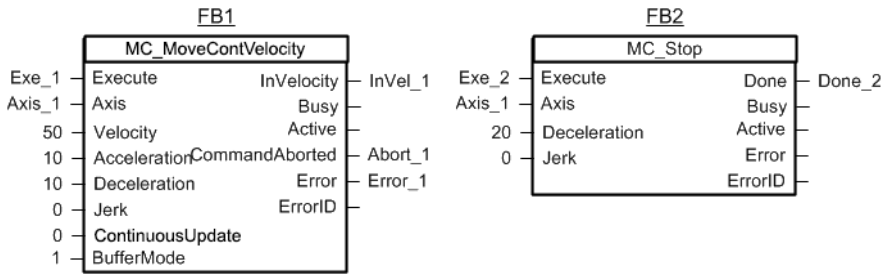 FB1 FB2
MC_MoveContVelocity MC_Stop
Exe_1 Execute InVelocity InVel_1 Exe_2 Execute Done Done_2
Axis_1 Axis Busy Axis_1 Axis Busy
50 Velocity Active 20 Deceleration Active
10 Acceleration CommandAborted Abort_1 0 Jerk Error
10 Deceleration Error Error_1 ErrorID
0 Jerk ErrorID
0 ContinuousUpdate
1 BufferMode